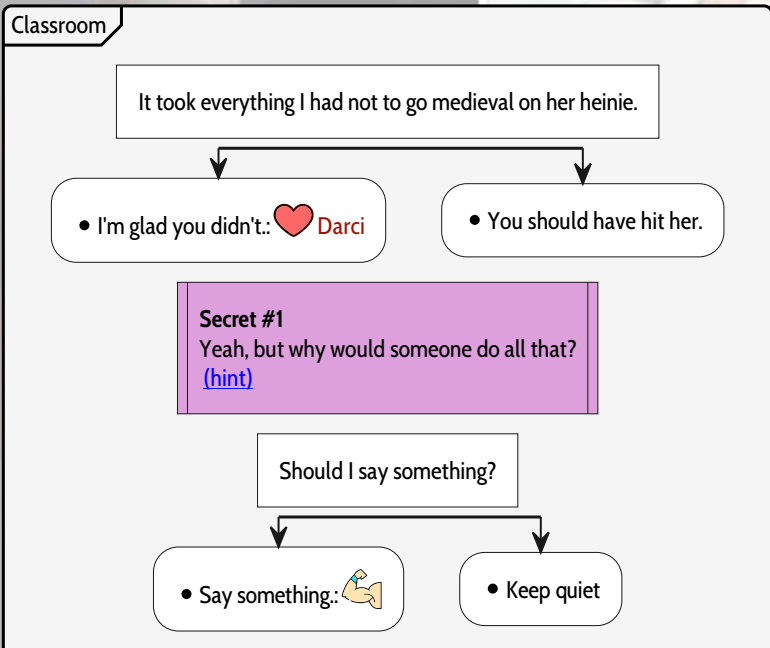 Classroom
It took everything I had not to go medieval on her heinie.
• I'm glad you didn't.: Darci
• You should have hit her.
Secret #1
Yeah, but why would someone do all that?
(hint)
Should I say something?
• Say something.:
• Keep quiet